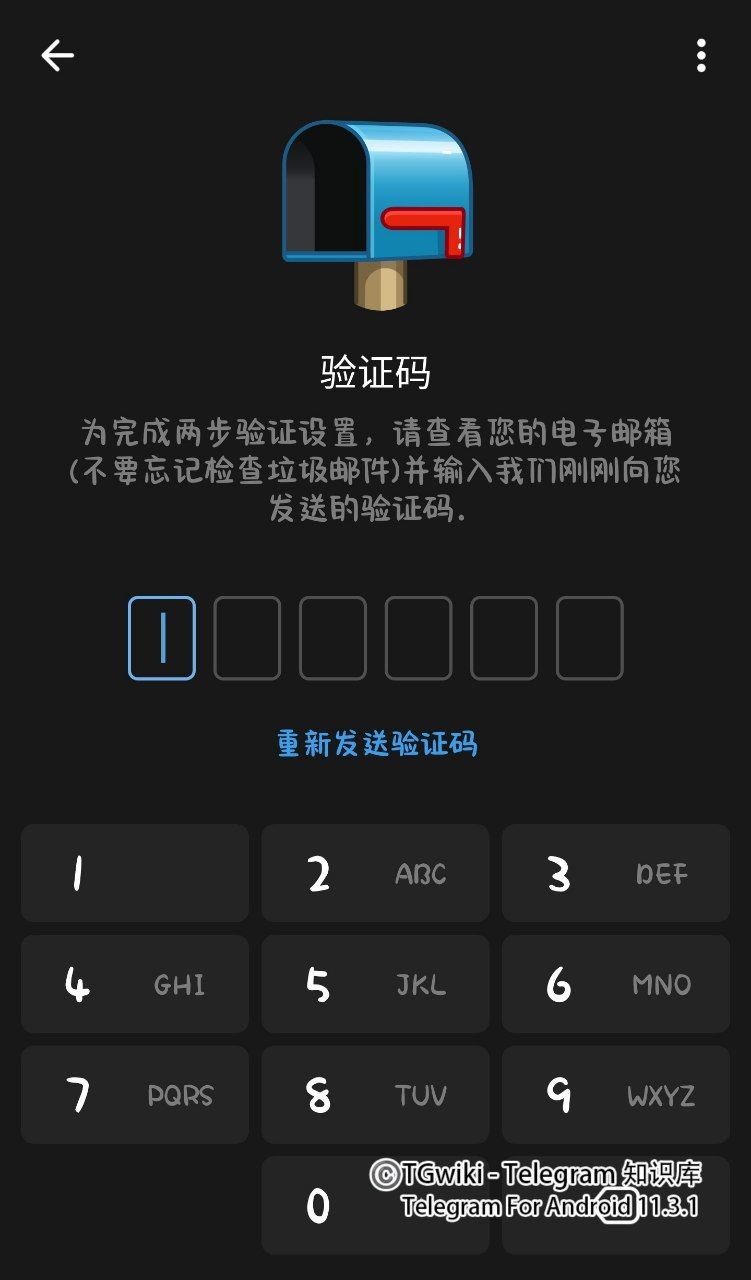 验证码
为完成两步验证设置，请查看您的电子邮箱
(不要忘记检查垃圾邮件)并输入我们刚刚向您
发送的验证码.
重新发送验证码
1
2 ABC
3 DEF
4 GHI
5 JKL
6 MNO
7 PQRS
8 TUV
9 WXYZ
0
©TGwiki - Telegram 知识库
Telegram For Android 11.3.1